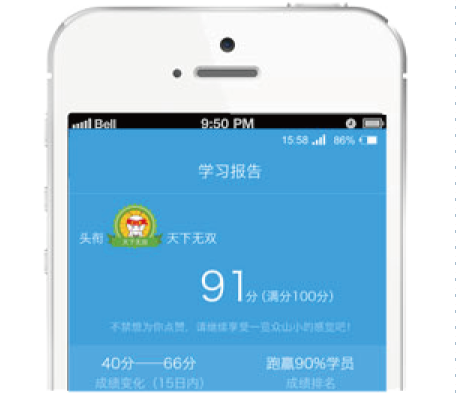 Bell 9:50 PM
15:58 86%
学习报告
头衔 天下无双 天下无双
91分 (满分100分)
不禁想为你点赞，请继续享受一览众山小的感觉吧！
40分——66分 跑赢90%学员
成绩变化（15日内） 成绩排名